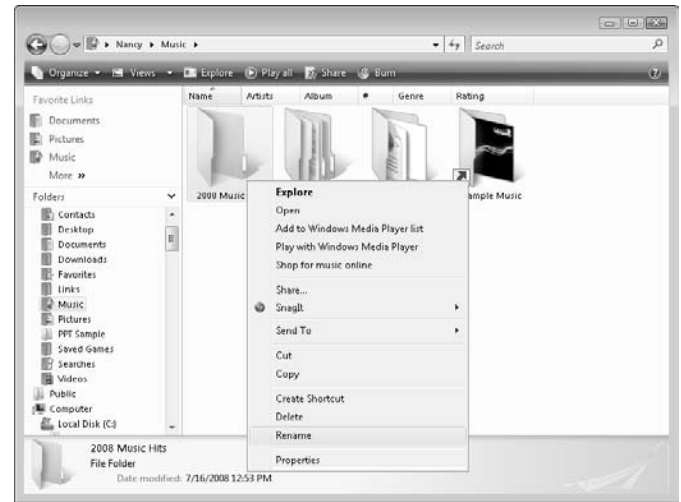 Nancy ▸ Music ▸
Search
Organize Views Explore Play all Share Burn
Favorite Links
Documents
Pictures
Music
More »
Folders
Contacts
Desktop
Documents
Downloads
Favorites
Links
Music
Pictures
PPT Sample
Saved Games
Searches
Videos
Public
Computer
Local Disk (C:)
Name Artists Album # Genre Rating
2008 Music
ample Music
Explore
Open
Add to Windows Media Player list
Play with Windows Media Player
Shop for music online
Share...
SnagIt
Send To
Cut
Copy
Create Shortcut
Delete
Rename
Properties
2008 Music Hits
File Folder
Date modified: 7/16/2008 12:53 PM